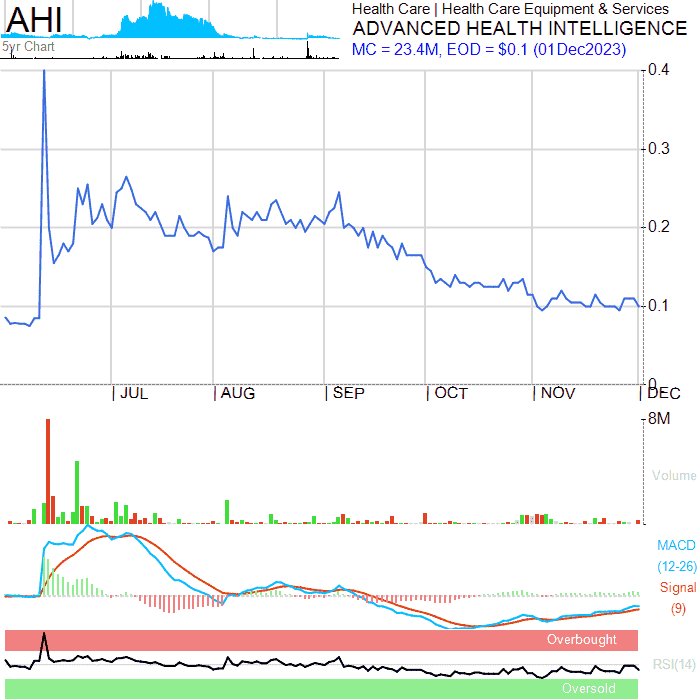 AHI
5yr Chart
Health Care | Health Care Equipment & Services
ADVANCED HEALTH INTELLIGENCE
MC = 23.4M, EOD = $0.1 (01Dec2023)
0.4
0.3
0.2
0.1
0
JUL AUG SEP OCT NOV DEC
8M
Volume
MACD
(12-26)
Signal
(9)
Overbought
RSI(14)
Oversold